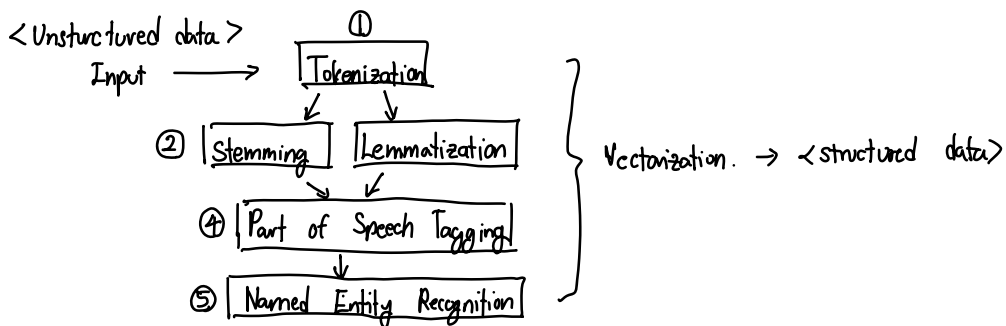 ①
<Unsturctured data>
Input → Tokenization
② Stemming Lemmatization
Vectorization. → <structured data>
④ Part of Speech Tagging
⑤ Named Entity Recognition